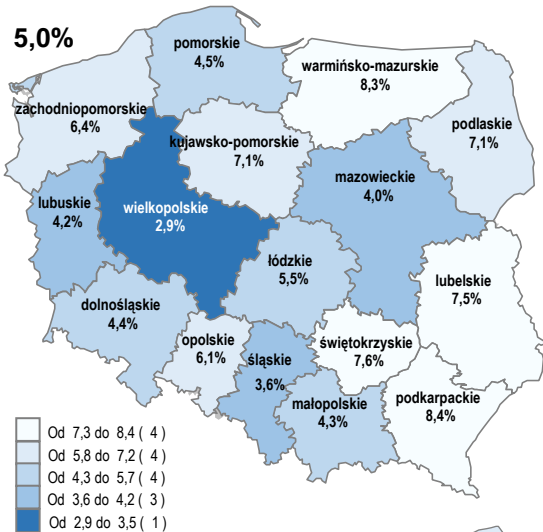 5,0%
pomorskie
4,5%
warmińsko-mazurskie
8,3%
zachodniopomorskie
6,4%
kujawsko-pomorskie
7,1%
podlaskie
7,1%
mazowieckie
4,0%
lubuskie
4,2%
wielkopolskie
2,9%
łódzkie
5,5%
lubelskie
7,5%
dolnośląskie
4,4%
opolskie
6,1%
śląskie
3,6%
świętokrzyskie
7,6%
małopolskie
4,3%
podkarpackie
8,4%
Od 7,3 do 8,4 ( 4)
Od 5,8 do 7,2 ( 4)
Od 4,3 do 5,7 ( 4)
Od 3,6 do 4,2 ( 3)
Od 2,9 do 3,5 ( 1)